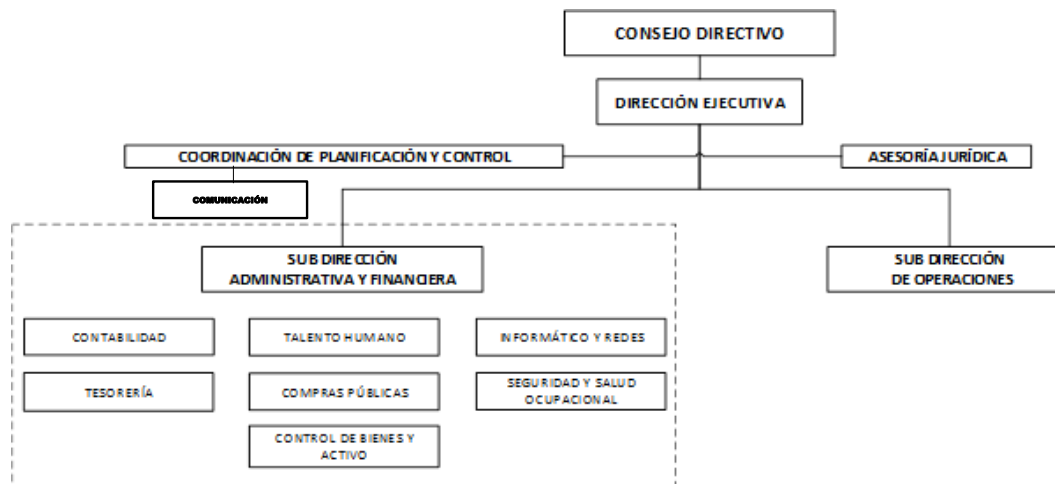 CONSEJO DIRECTIVO
DIRECCIÓN EJECUTIVA
COORDINACIÓN DE PLANIFICACIÓN Y CONTROL
ASESORÍA JURÍDICA
COMUNICACIÓN
SUB DIRECCIÓN
ADMINISTRATIVA Y FINANCIERA
SUB DIRECCIÓN
DE OPERACIONES
CONTABILIDAD
TALENTO HUMANO
INFORMÁTICO Y REDES
TESORERÍA
COMPRAS PÚBLICAS
SEGURIDAD Y SALUD
OCUPACIONAL
CONTROL DE BIENES Y
ACTIVO